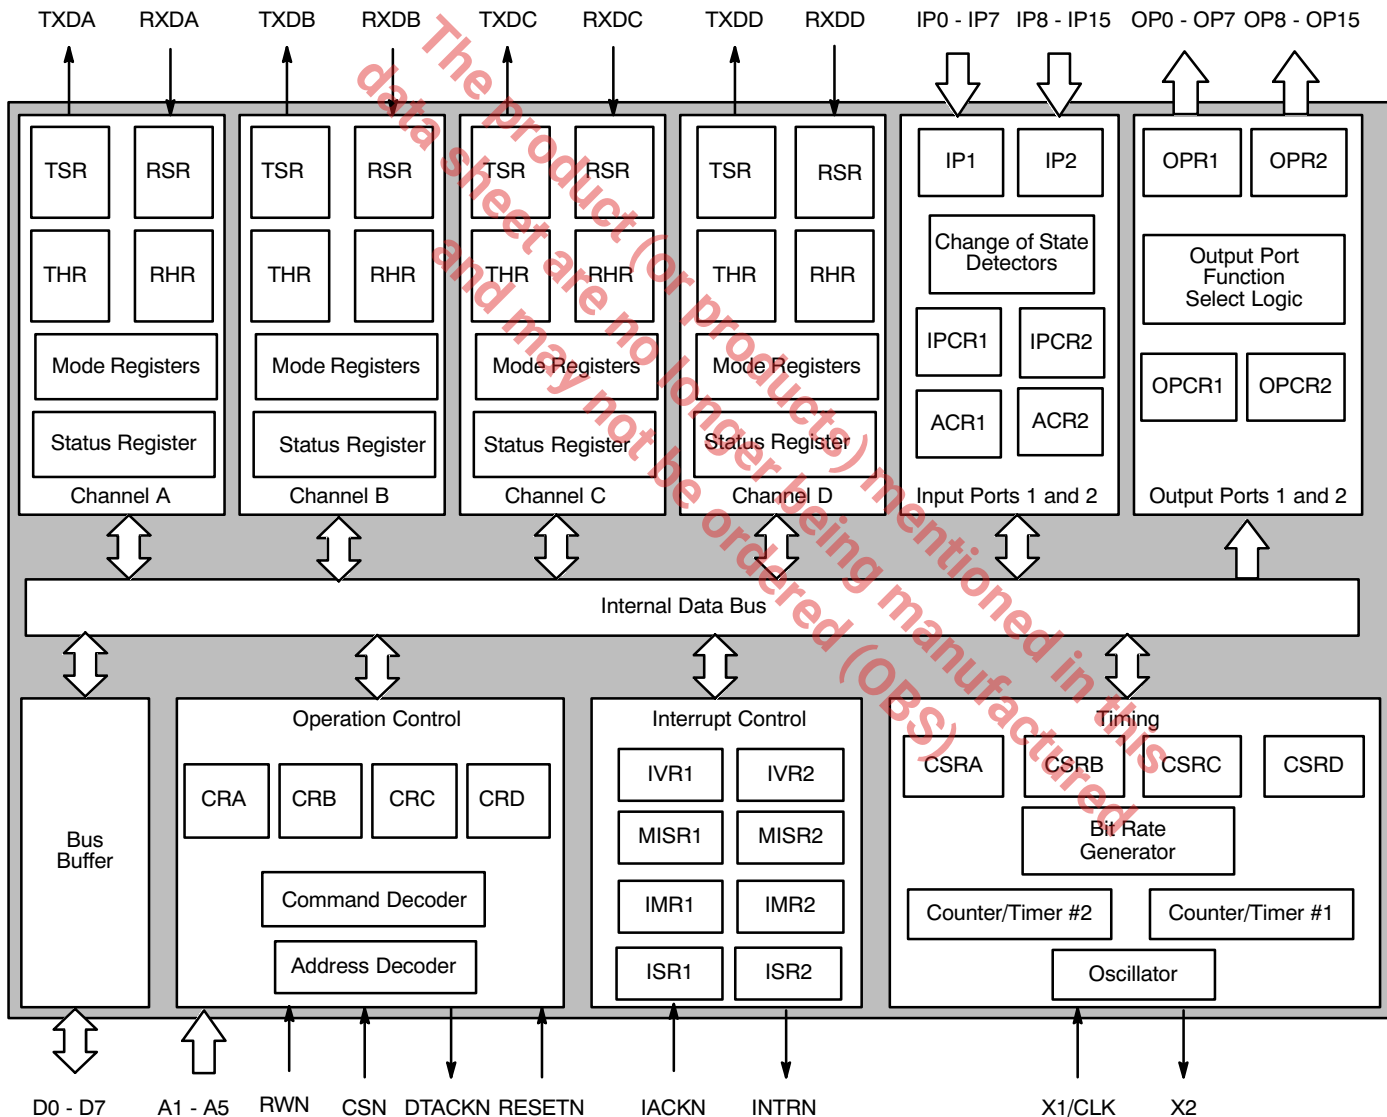 TXDA RXDA TXDB RXDB TXDC RXDC TXDD RXDD IP0 - IP7 IP8 - IP15 OP0 - OP7 OP8 - OP15
TSR RSR
THR RHR
Mode Registers
Status Register
Channel A
TSR RSR
THR RHR
Mode Registers
Status Register
Channel B
TSR RSR
THR RHR
Mode Registers
Status Register
Channel C
TSR RSR
THR RHR
Mode Registers
Status Register
Channel D
IP1 IP2
Change of State
Detectors
IPCR1 IPCR2
ACR1 ACR2
Input Ports 1 and 2
OPR1 OPR2
Output Port
Function
Select Logic
OPCR1 OPCR2
Output Ports 1 and 2
Internal Data Bus
Bus
Buffer
Operation Control
CRA CRB CRC CRD
Command Decoder
Address Decoder
Interrupt Control
IVR1 IVR2
MISR1 MISR2
IMR1 IMR2
ISR1 ISR2
Timing
CSRA CSRB CSRC CSRD
Bit Rate
Generator
Counter/Timer #2 Counter/Timer #1
Oscillator
D0 - D7 A1 - A5 RWN CSN DTACKN RESETN IACKN INTRN X1/CLK X2
The product (or products) mentioned in this
data sheet are no longer being manufactured
and may not be ordered (OBS)